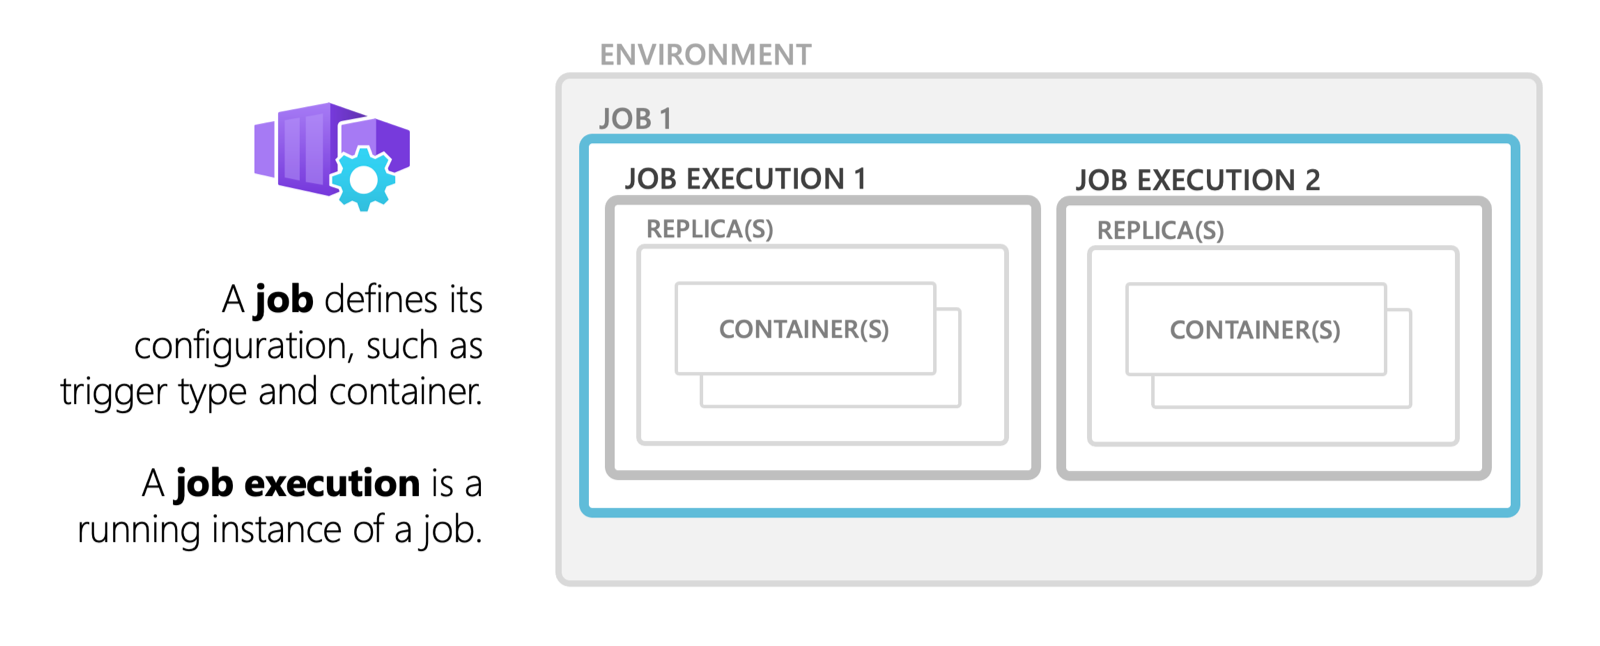 A job defines its
configuration, such as
trigger type and container.
A job execution is a
running instance of a job.
ENVIRONMENT
JOB 1
JOB EXECUTION 1
REPLICA(S)
CONTAINER(S)
JOB EXECUTION 2
REPLICA(S)
CONTAINER(S)